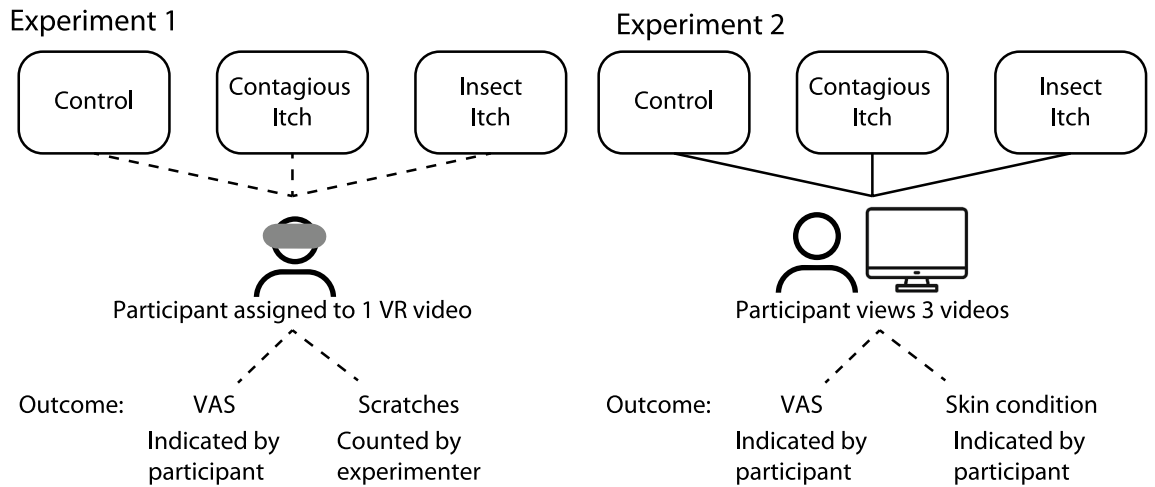 Experiment 1
Control
Contagious
Itch
Insect
Itch
Participant assigned to 1 VR video
Outcome:
VAS
Scratches
Indicated by
participant
Counted by
experimenter
Experiment 2
Control
Contagious
Itch
Insect
Itch
Participant views 3 videos
Outcome:
VAS
Skin condition
Indicated by
participant
Indicated by
participant